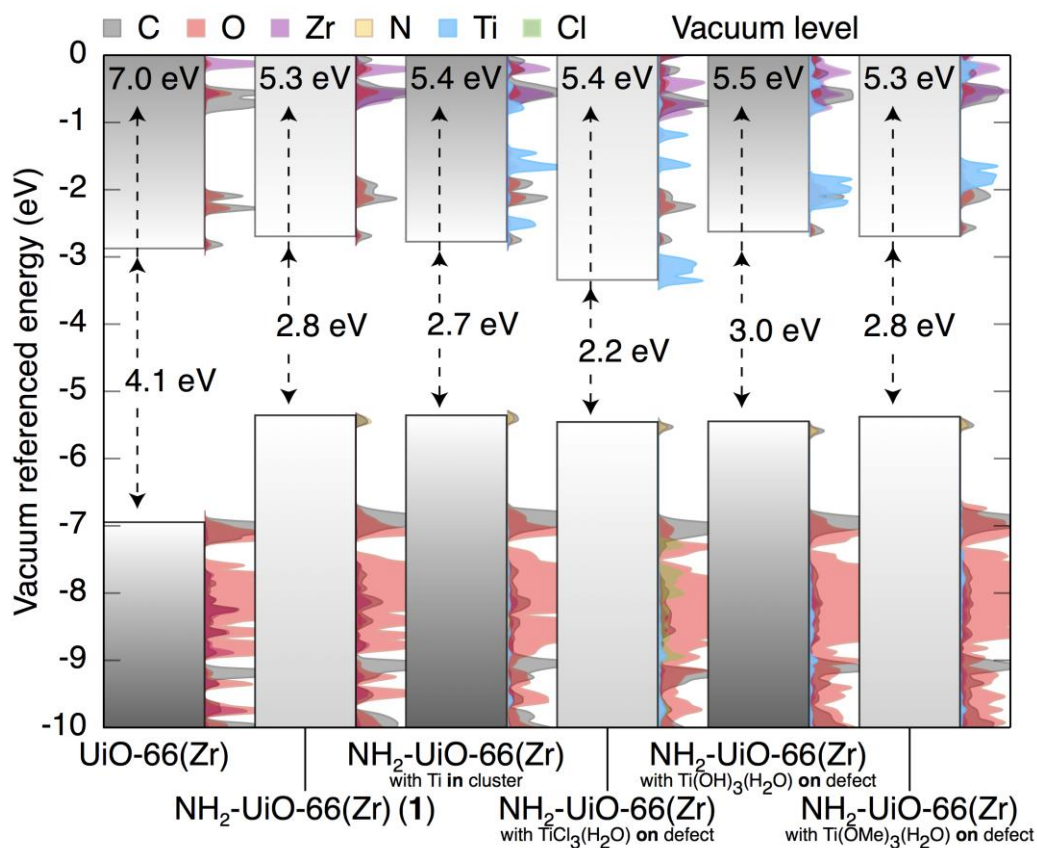 C O Zr N Ti Cl Vacuum level
Vacuum referenced energy (eV)
0
-1
-2
-3
-4
-5
-6
-7
-8
-9
-10
7.0 eV 5.3 eV 5.4 eV 5.4 eV 5.5 eV 5.3 eV
4.1 eV 2.8 eV 2.7 eV 2.2 eV 3.0 eV 2.8 eV
UiO-66(Zr)
NH₂-UiO-66(Zr) (1)
NH₂-UiO-66(Zr)
with Ti in cluster
NH₂-UiO-66(Zr)
with TiCl₃(H₂O) on defect
NH₂-UiO-66(Zr)
with Ti(OH)₃(H₂O) on defect
NH₂-UiO-66(Zr)
with Ti(OMe)₃(H₂O) on defect